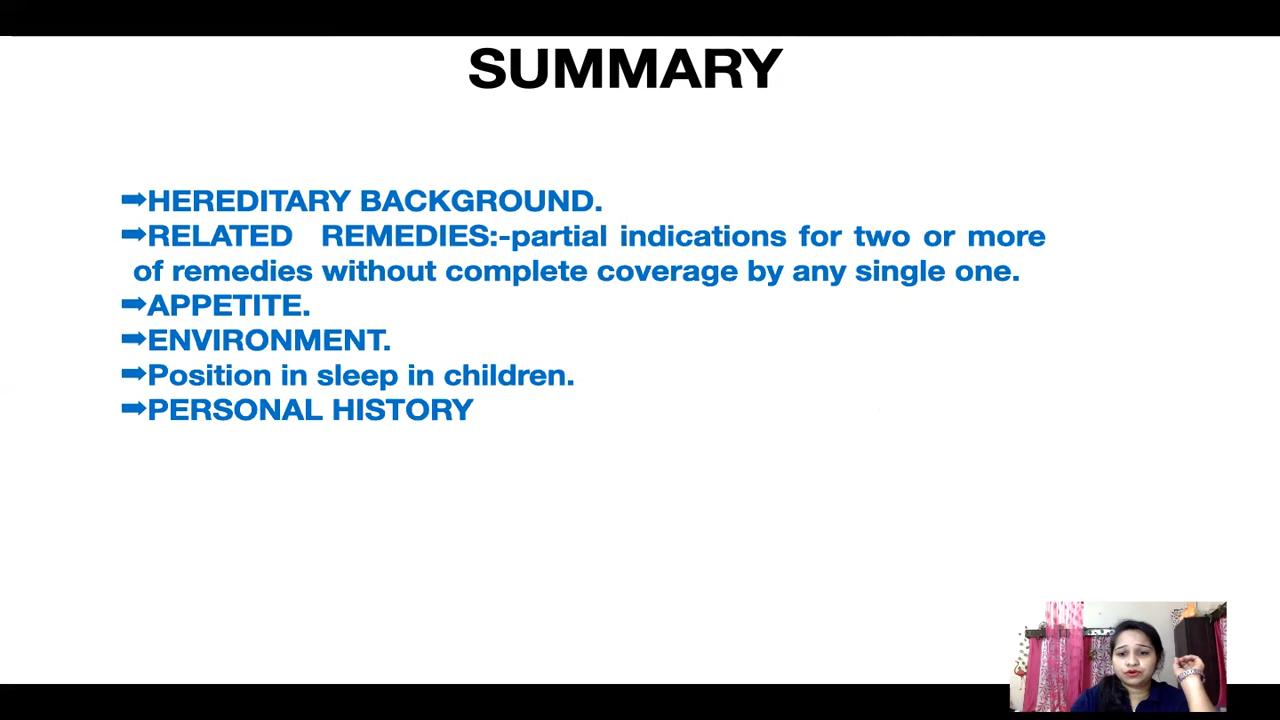 SUMMARY
➡HEREDITARY BACKGROUND.
➡RELATED REMEDIES:-partial indications for two or more
of remedies without complete coverage by any single one.
➡APPETITE.
➡ENVIRONMENT.
➡Position in sleep in children.
➡PERSONAL HISTORY